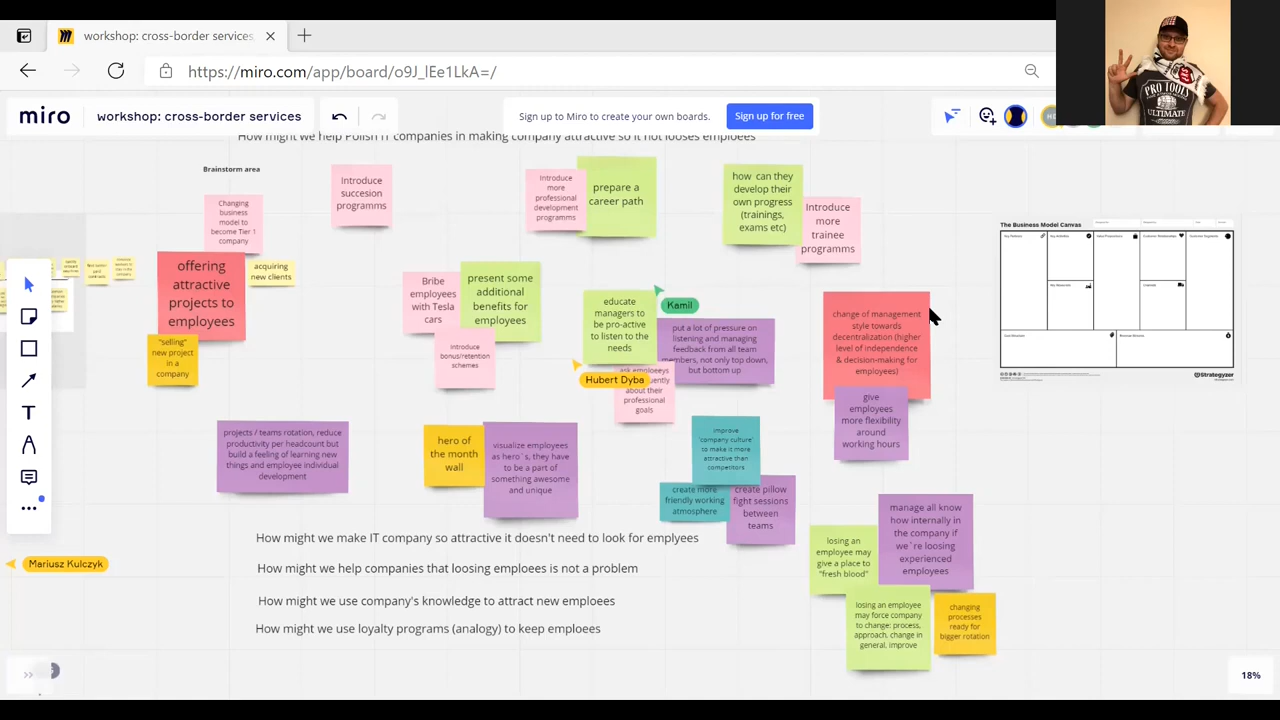 workshop: cross-border services,
https://miro.com/app/board/o9J_lEe1LkA=/
PRO TOOLS
ULTIMATE
miro
workshop: cross-border services
Sign up to Miro to create your own boards.
Sign up for free
How might we help Polish IT companies in making company attractive so it not looses emploees
Brainstorm area
Changing
business
model to
become Tier 1
company
Introduce
succesion
programms
Introduce
more
professional
development
programms
prepare a
career path
how can they
develop their
own progress
(trainings,
exams etc)
Introduce
more
trainee
programms
offering
attractive
projects to
employees
acquiring
new clients
"selling"
new project
in a
company
Bribe
employees
with Tesla
cars
present some
additional
benefits for
employees
introduce
bonus/retention
schemes
educate
managers to
be pro-active
to listen to the
needs
Kamil
put a lot of pressure on
listening and managing
feedback from all team
members, not only top down,
but bottom up
Hubert Dyba
about their
professional
goals
change of management
style towards
decentralization (higher
level of independence
& decision-making for
employees)
give
employees
more flexibility
around
working hours
The Business Model Canvas
Strategyzer
projects / teams rotation, reduce
productivity per headcount but
build a feeling of learning new
things and employee individual
development
hero of
the month
wall
visualize employees
as hero`s, they have
to be a part of
something awesome
and unique
improve
'company culture'
to make it more
attractive than
competitors
create more
friendly working
atmosphere
create pillow
fight sessions
between
teams
How might we make IT company so attractive it doesn't need to look for emplyees
How might we help companies that loosing emploees is not a problem
How might we use company's knowledge to attract new emploees
How might we use loyalty programs (analogy) to keep emploees
Mariusz Kulczyk
losing an
employee may
give a place to
"fresh blood"
manage all know
how internally in
the company if
we`re loosing
experienced
employees
losing an employee
may force company
to change: process,
approach, change in
general, improve
changing
processes
ready for
bigger rotation
18%